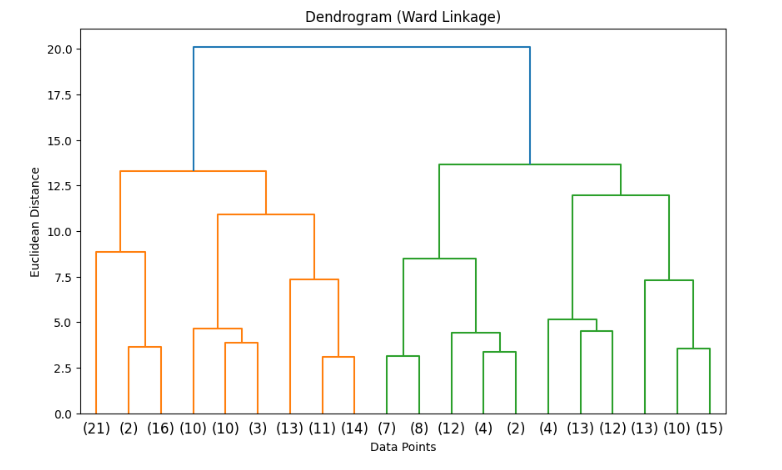 Dendrogram (Ward Linkage)
20.0
17.5
15.0
12.5
10.0
7.5
5.0
2.5
0.0
Euclidean Distance
(21) (2) (16) (10) (10) (3) (13) (11) (14) (7) (8) (12) (4) (2) (4) (13) (12) (13) (10) (15)
Data Points